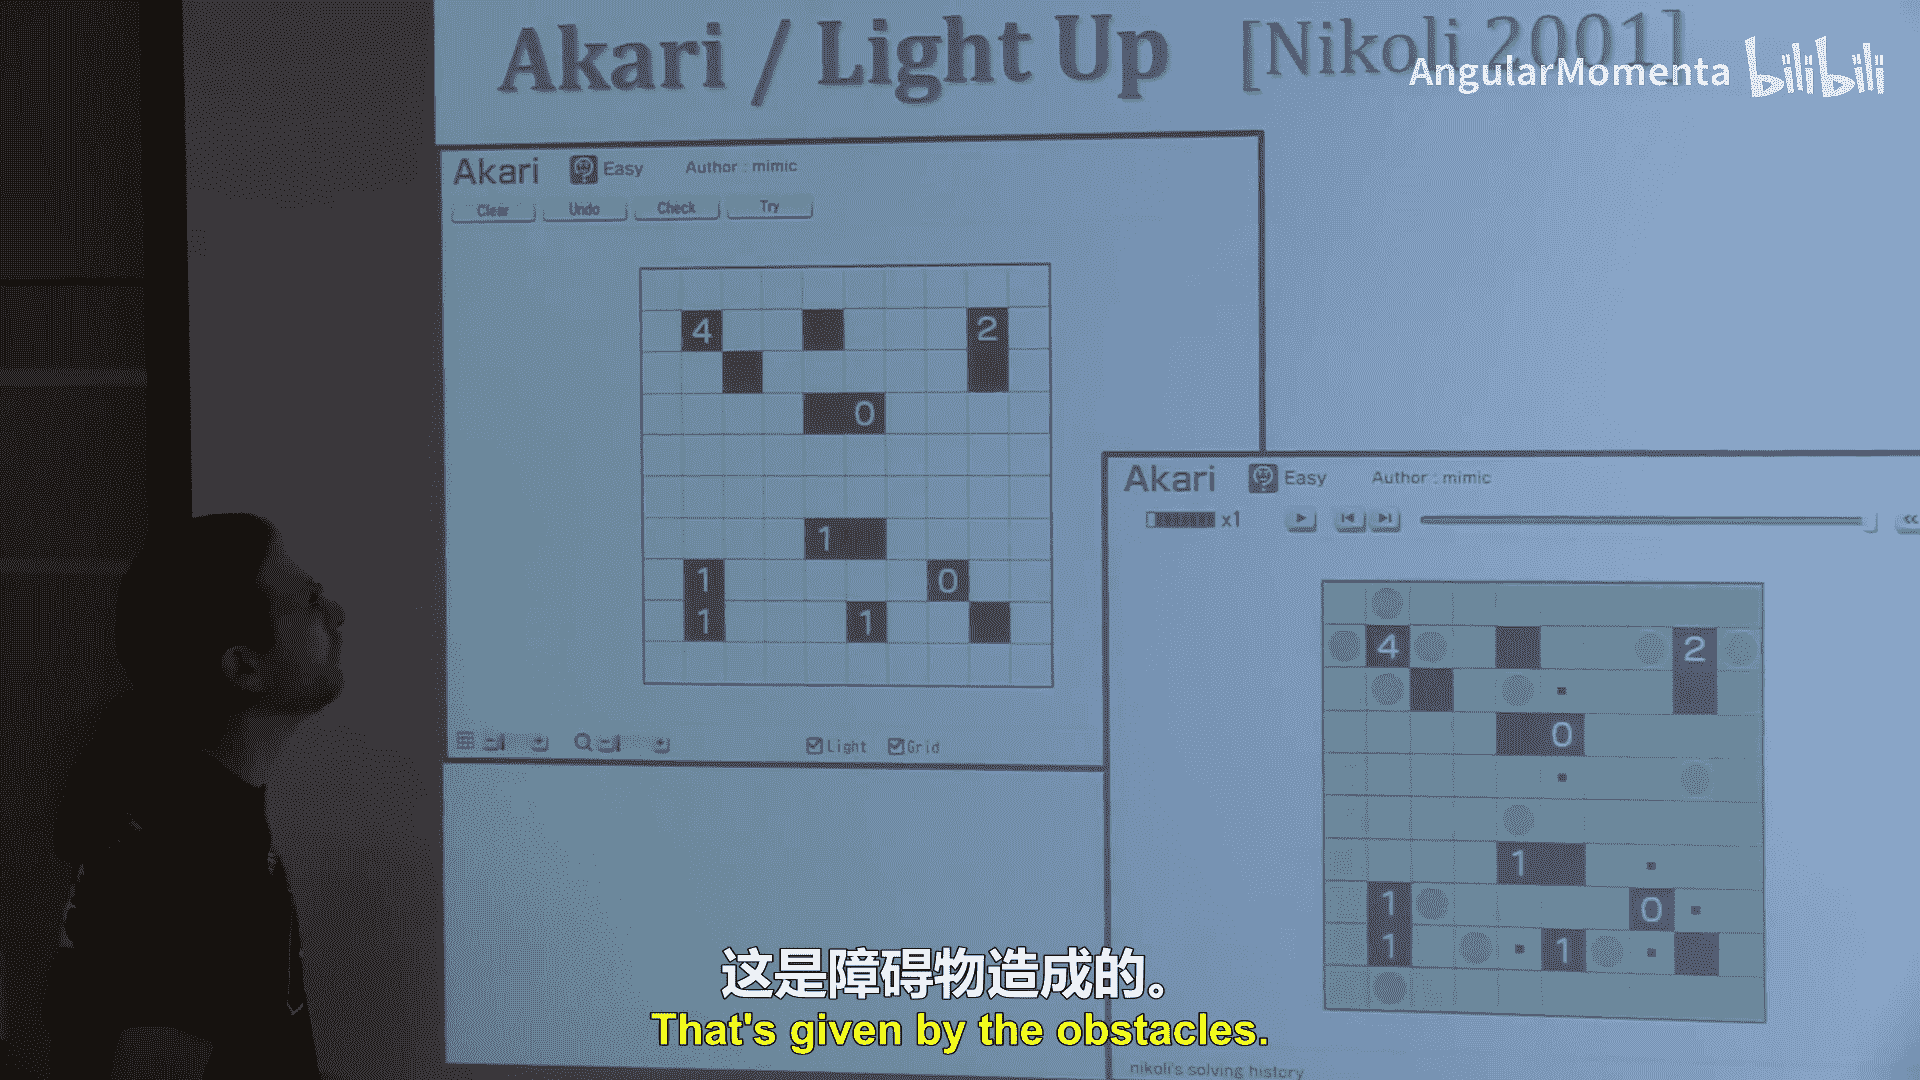 Akari / Light Up [Nikoli 2001]
AngularMomenta bilibili
Akari Easy Author : mimic
Clear Undo Check Try
4 2
0
1
1 0
1 1
Light Grid
Akari Easy Author : mimic
x1
4 2
0
1
1 0
1 1
这是障碍物造成的。
That's given by the obstacles.
nikoli's solving history